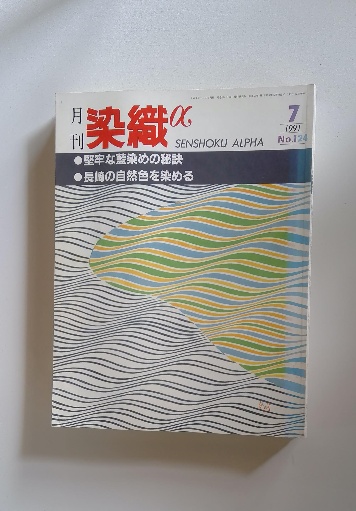 月刊 染織α
SENSHOKU ALPHA
7
1991
No.124
●堅牢な藍染めの秘訣
●長崎の自然色を染める